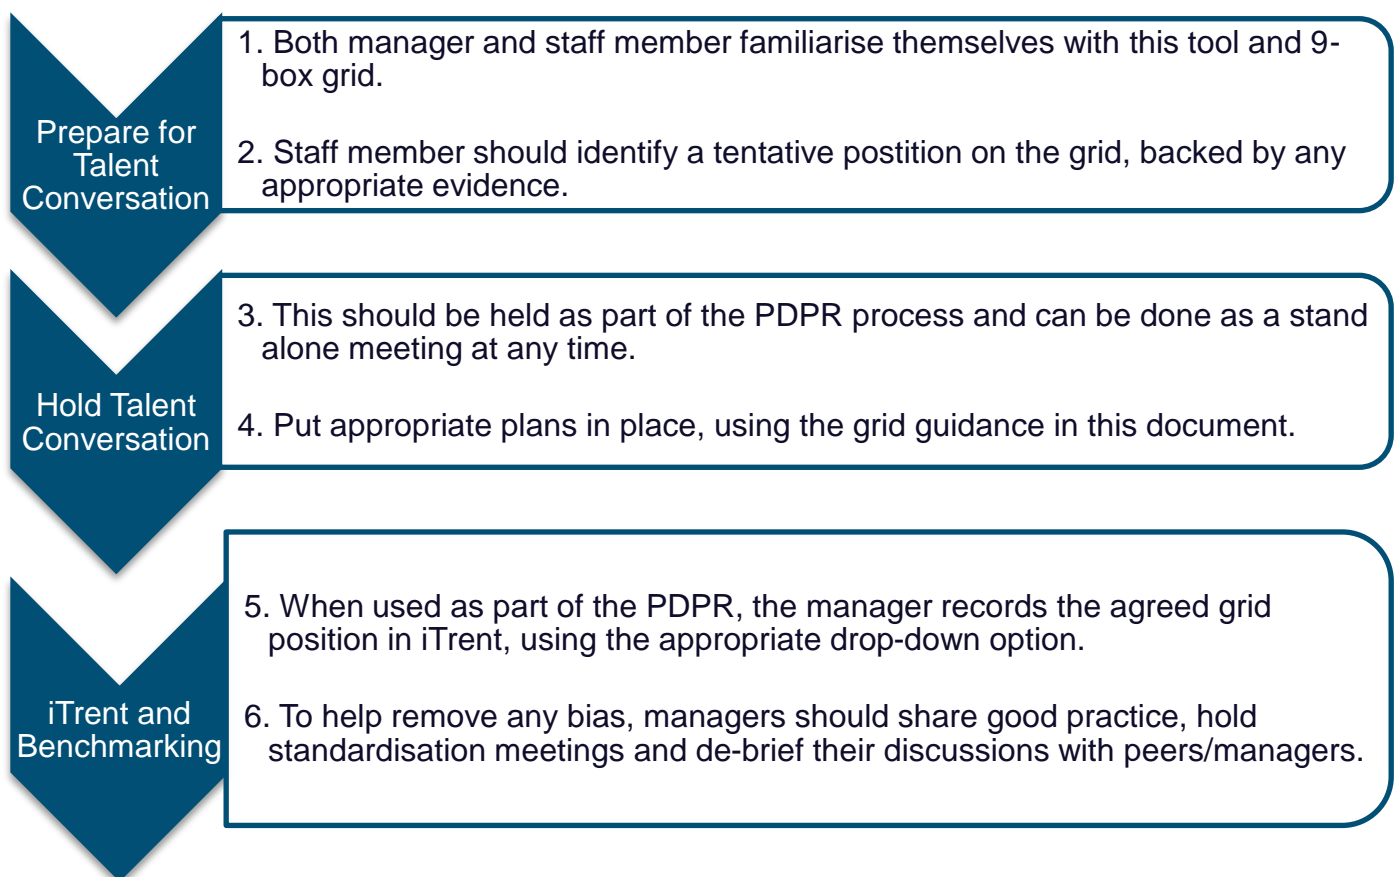 Prepare for
Talent
Conversation
1. Both manager and staff member familiarise themselves with this tool and 9-
box grid.
2. Staff member should identify a tentative postition on the grid, backed by any
appropriate evidence.
Hold Talent
Conversation
3. This should be held as part of the PDPR process and can be done as a stand
alone meeting at any time.
4. Put appropriate plans in place, using the grid guidance in this document.
iTrent and
Benchmarking
5. When used as part of the PDPR, the manager records the agreed grid
position in iTrent, using the appropriate drop-down option.
6. To help remove any bias, managers should share good practice, hold
standardisation meetings and de-brief their discussions with peers/managers.